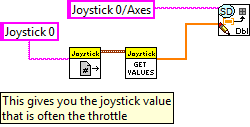 Joystick 0/Axes
SD
Dbl
Joystick 0
Joystick
#
Joystick
GET
VALUES
This gives you the joystick value
that is often the throttle